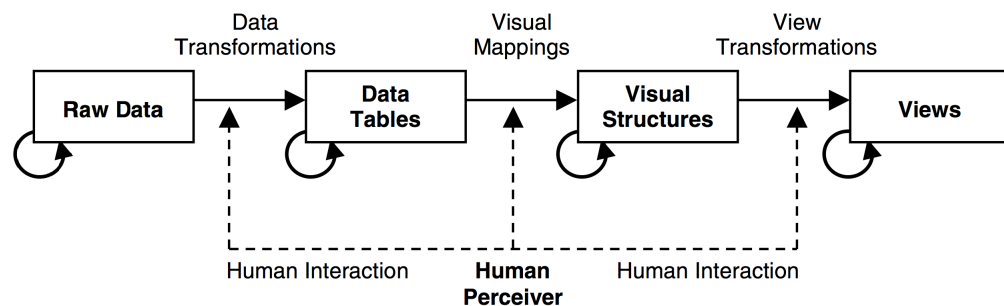 Data
Transformations
Visual
Mappings
View
Transformations
Raw Data
Data
Tables
Visual
Structures
Views
Human Interaction
Human
Perceiver
Human Interaction